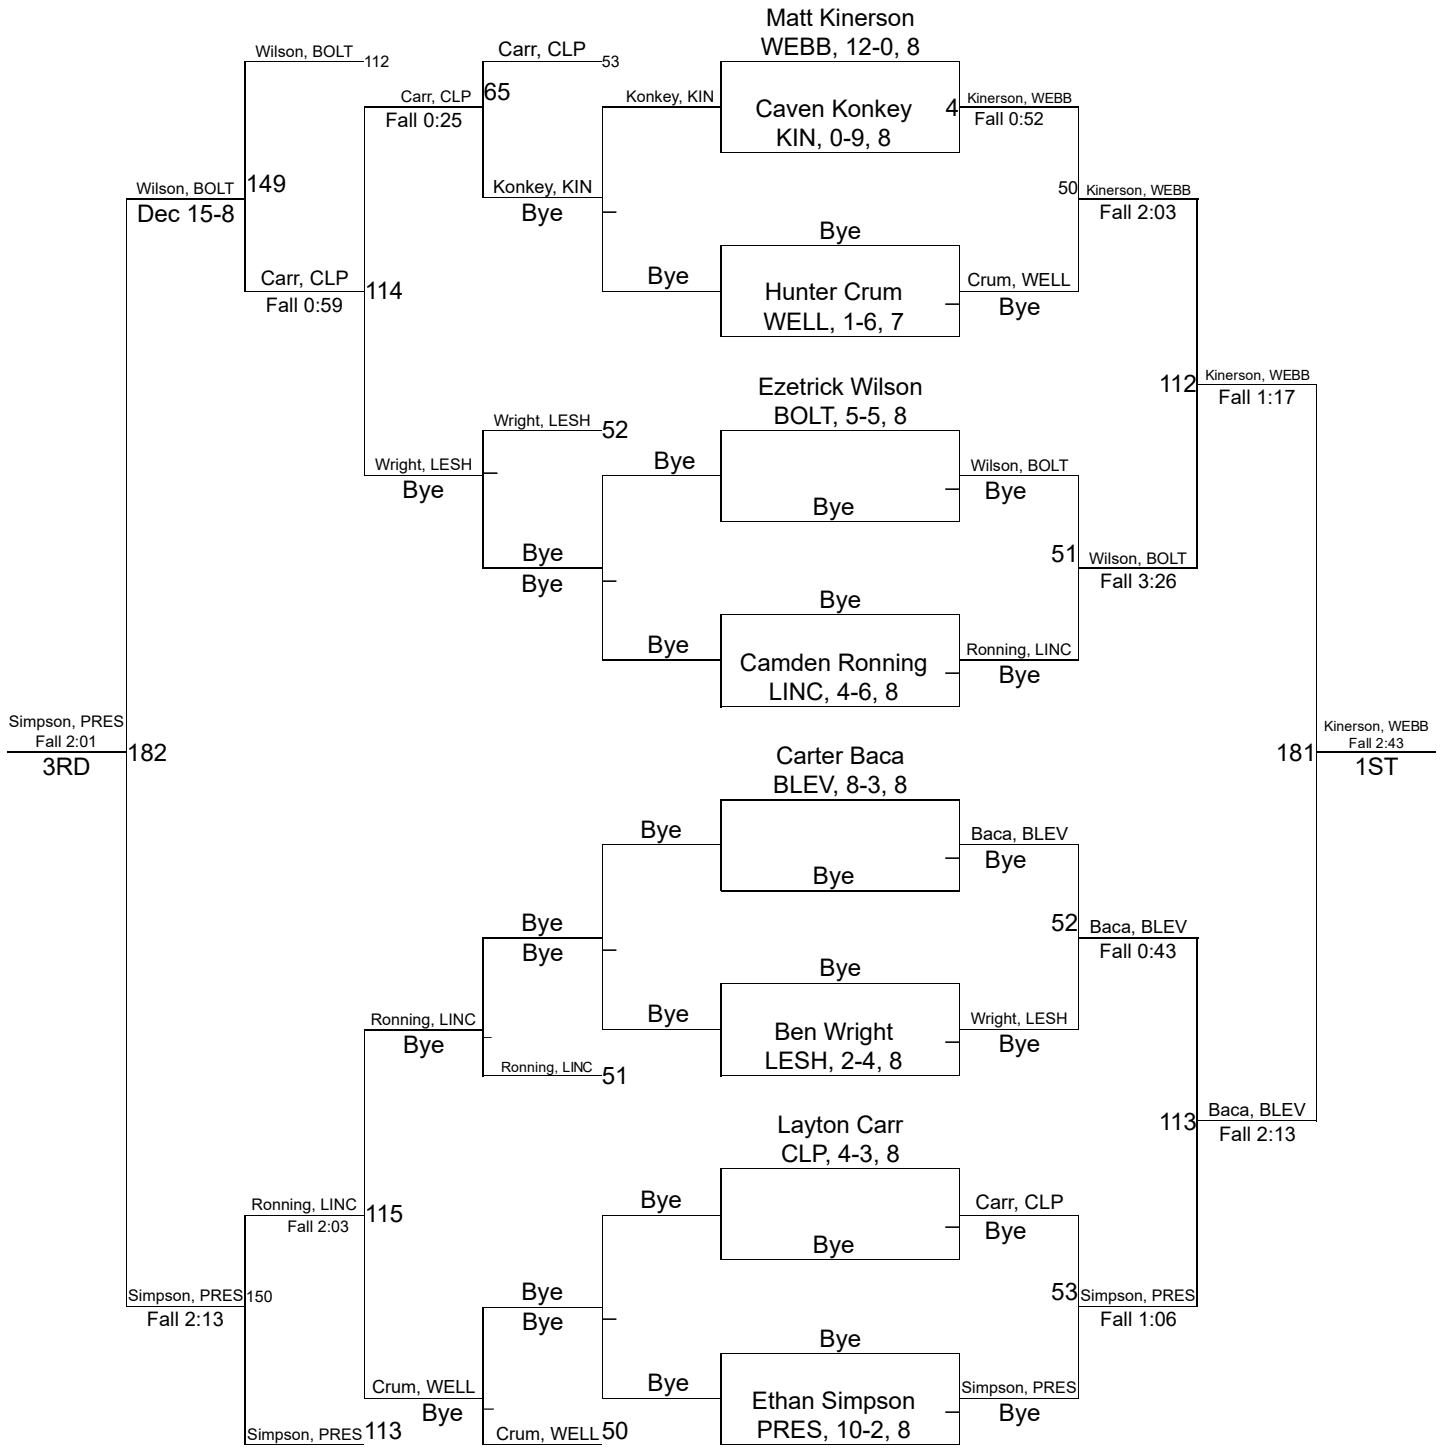 Matt Kinerson
WEBB, 12-0, 8
Wilson, BOLT
112
Carr, CLP
53
Carr, CLP
65
Fall 0:25
Konkey, KIN
Caven Konkey
KIN, 0-9, 8
4
Kinerson, WEBB
Fall 0:52
Wilson, BOLT
149
Dec 15-8
Konkey, KIN
Bye
50
Kinerson, WEBB
Fall 2:03
Bye
Carr, CLP
114
Fall 0:59
Bye
Hunter Crum
WELL, 1-6, 7
Crum, WELL
Bye
Ezetrick Wilson
BOLT, 5-5, 8
112
Kinerson, WEBB
Fall 1:17
Wright, LESH
52
Wright, LESH
Bye
Bye
Bye
Wilson, BOLT
Bye
Bye
Bye
51
Wilson, BOLT
Fall 3:26
Bye
Bye
Camden Ronning
LINC, 4-6, 8
Ronning, LINC
Bye
Simpson, PRES
Fall 2:01
3RD
182
181
Kinerson, WEBB
Fall 2:43
1ST
Carter Baca
BLEV, 8-3, 8
Bye
Bye
Baca, BLEV
Bye
Bye
Bye
52
Baca, BLEV
Fall 0:43
Bye
Ronning, LINC
Bye
Bye
Ben Wright
LESH, 2-4, 8
Wright, LESH
Bye
Ronning, LINC
51
Layton Carr
CLP, 4-3, 8
113
Baca, BLEV
Fall 2:13
Ronning, LINC
115
Fall 2:03
Bye
Bye
Carr, CLP
Bye
Simpson, PRES
150
Fall 2:13
Bye
Bye
53
Simpson, PRES
Fall 1:06
Bye
Crum, WELL
Bye
Bye
Ethan Simpson
PRES, 10-2, 8
Simpson, PRES
Bye
Simpson, PRES
113
Crum, WELL
50